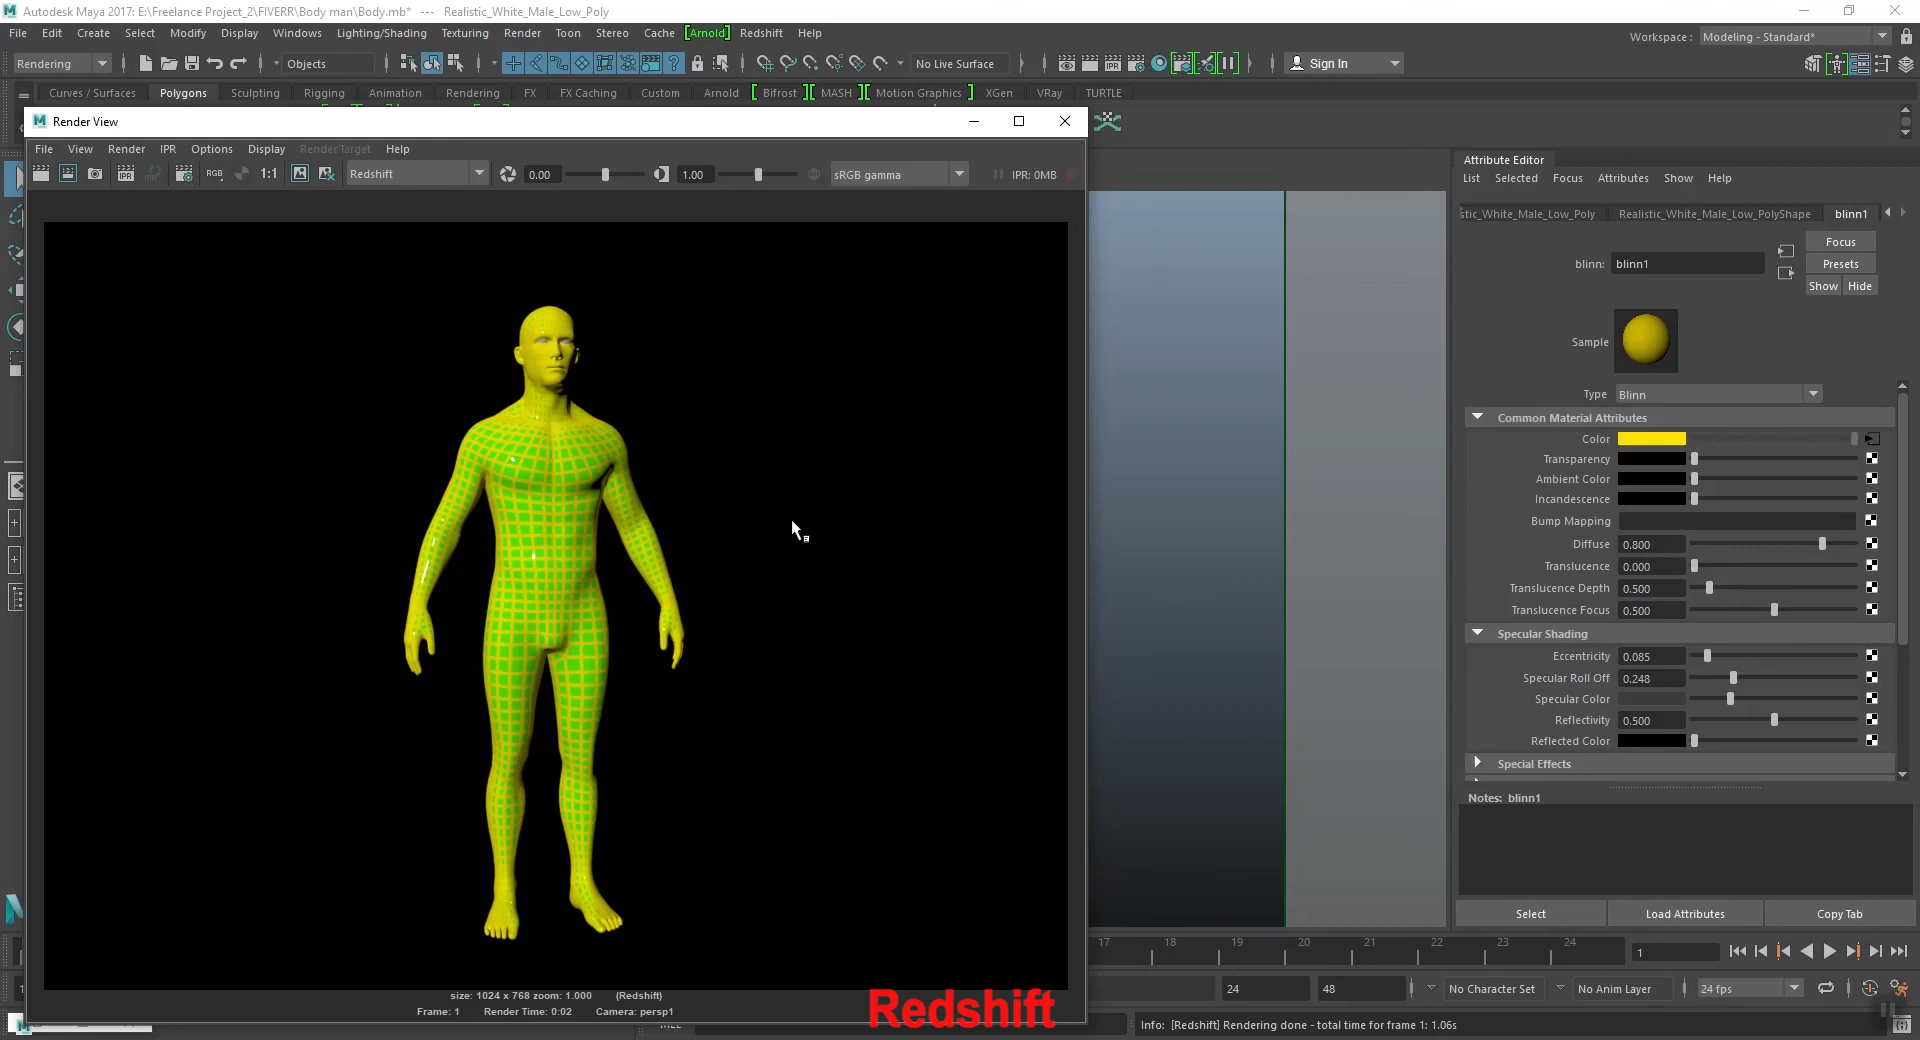 Autodesk Maya 2017: E:\Freelance Project_2\FIVERR\Body man\Body.mb* --- Realistic_White_Male_Low_Poly
File Edit Create Select Modify Display Windows Lighting/Shading Texturing Render Toon Stereo Cache [Arnold] Redshift Help
Workspace : Modeling - Standard*
Rendering Objects No Live Surface Sign In
Curves / Surfaces Polygons Sculpting Rigging Animation Rendering FX FX Caching Custom Arnold [ Bifrost ][ MASH ][ Motion Graphics ] XGen VRay TURTLE
Render View
File View Render IPR Options Display Render Target Help
IPR RGB 1:1 Redshift 0.00 1.00 sRGB gamma IPR: 0MB
size: 1024 x 768 zoom: 1.000 (Redshift)
Frame: 1 Render Time: 0:02 Camera: persp1
Redshift
Attribute Editor
List Selected Focus Attributes Show Help
stic_White_Male_Low_Poly Realistic_White_Male_Low_PolyShape blinn1
Focus
blinn: blinn1 Presets
Show Hide
Sample
Type Blinn
Common Material Attributes
Color
Transparency
Ambient Color
Incandescence
Bump Mapping
Diffuse 0.800
Translucence 0.000
Translucence Depth 0.500
Translucence Focus 0.500
Specular Shading
Eccentricity 0.085
Specular Roll Off 0.248
Specular Color
Reflectivity 0.500
Reflected Color
Special Effects
Notes: blinn1
Select Load Attributes Copy Tab
17 18 19 20 21 22 23 24 1
24 48 No Character Set No Anim Layer 24 fps
Info: [Redshift] Rendering done - total time for frame 1: 1.06s